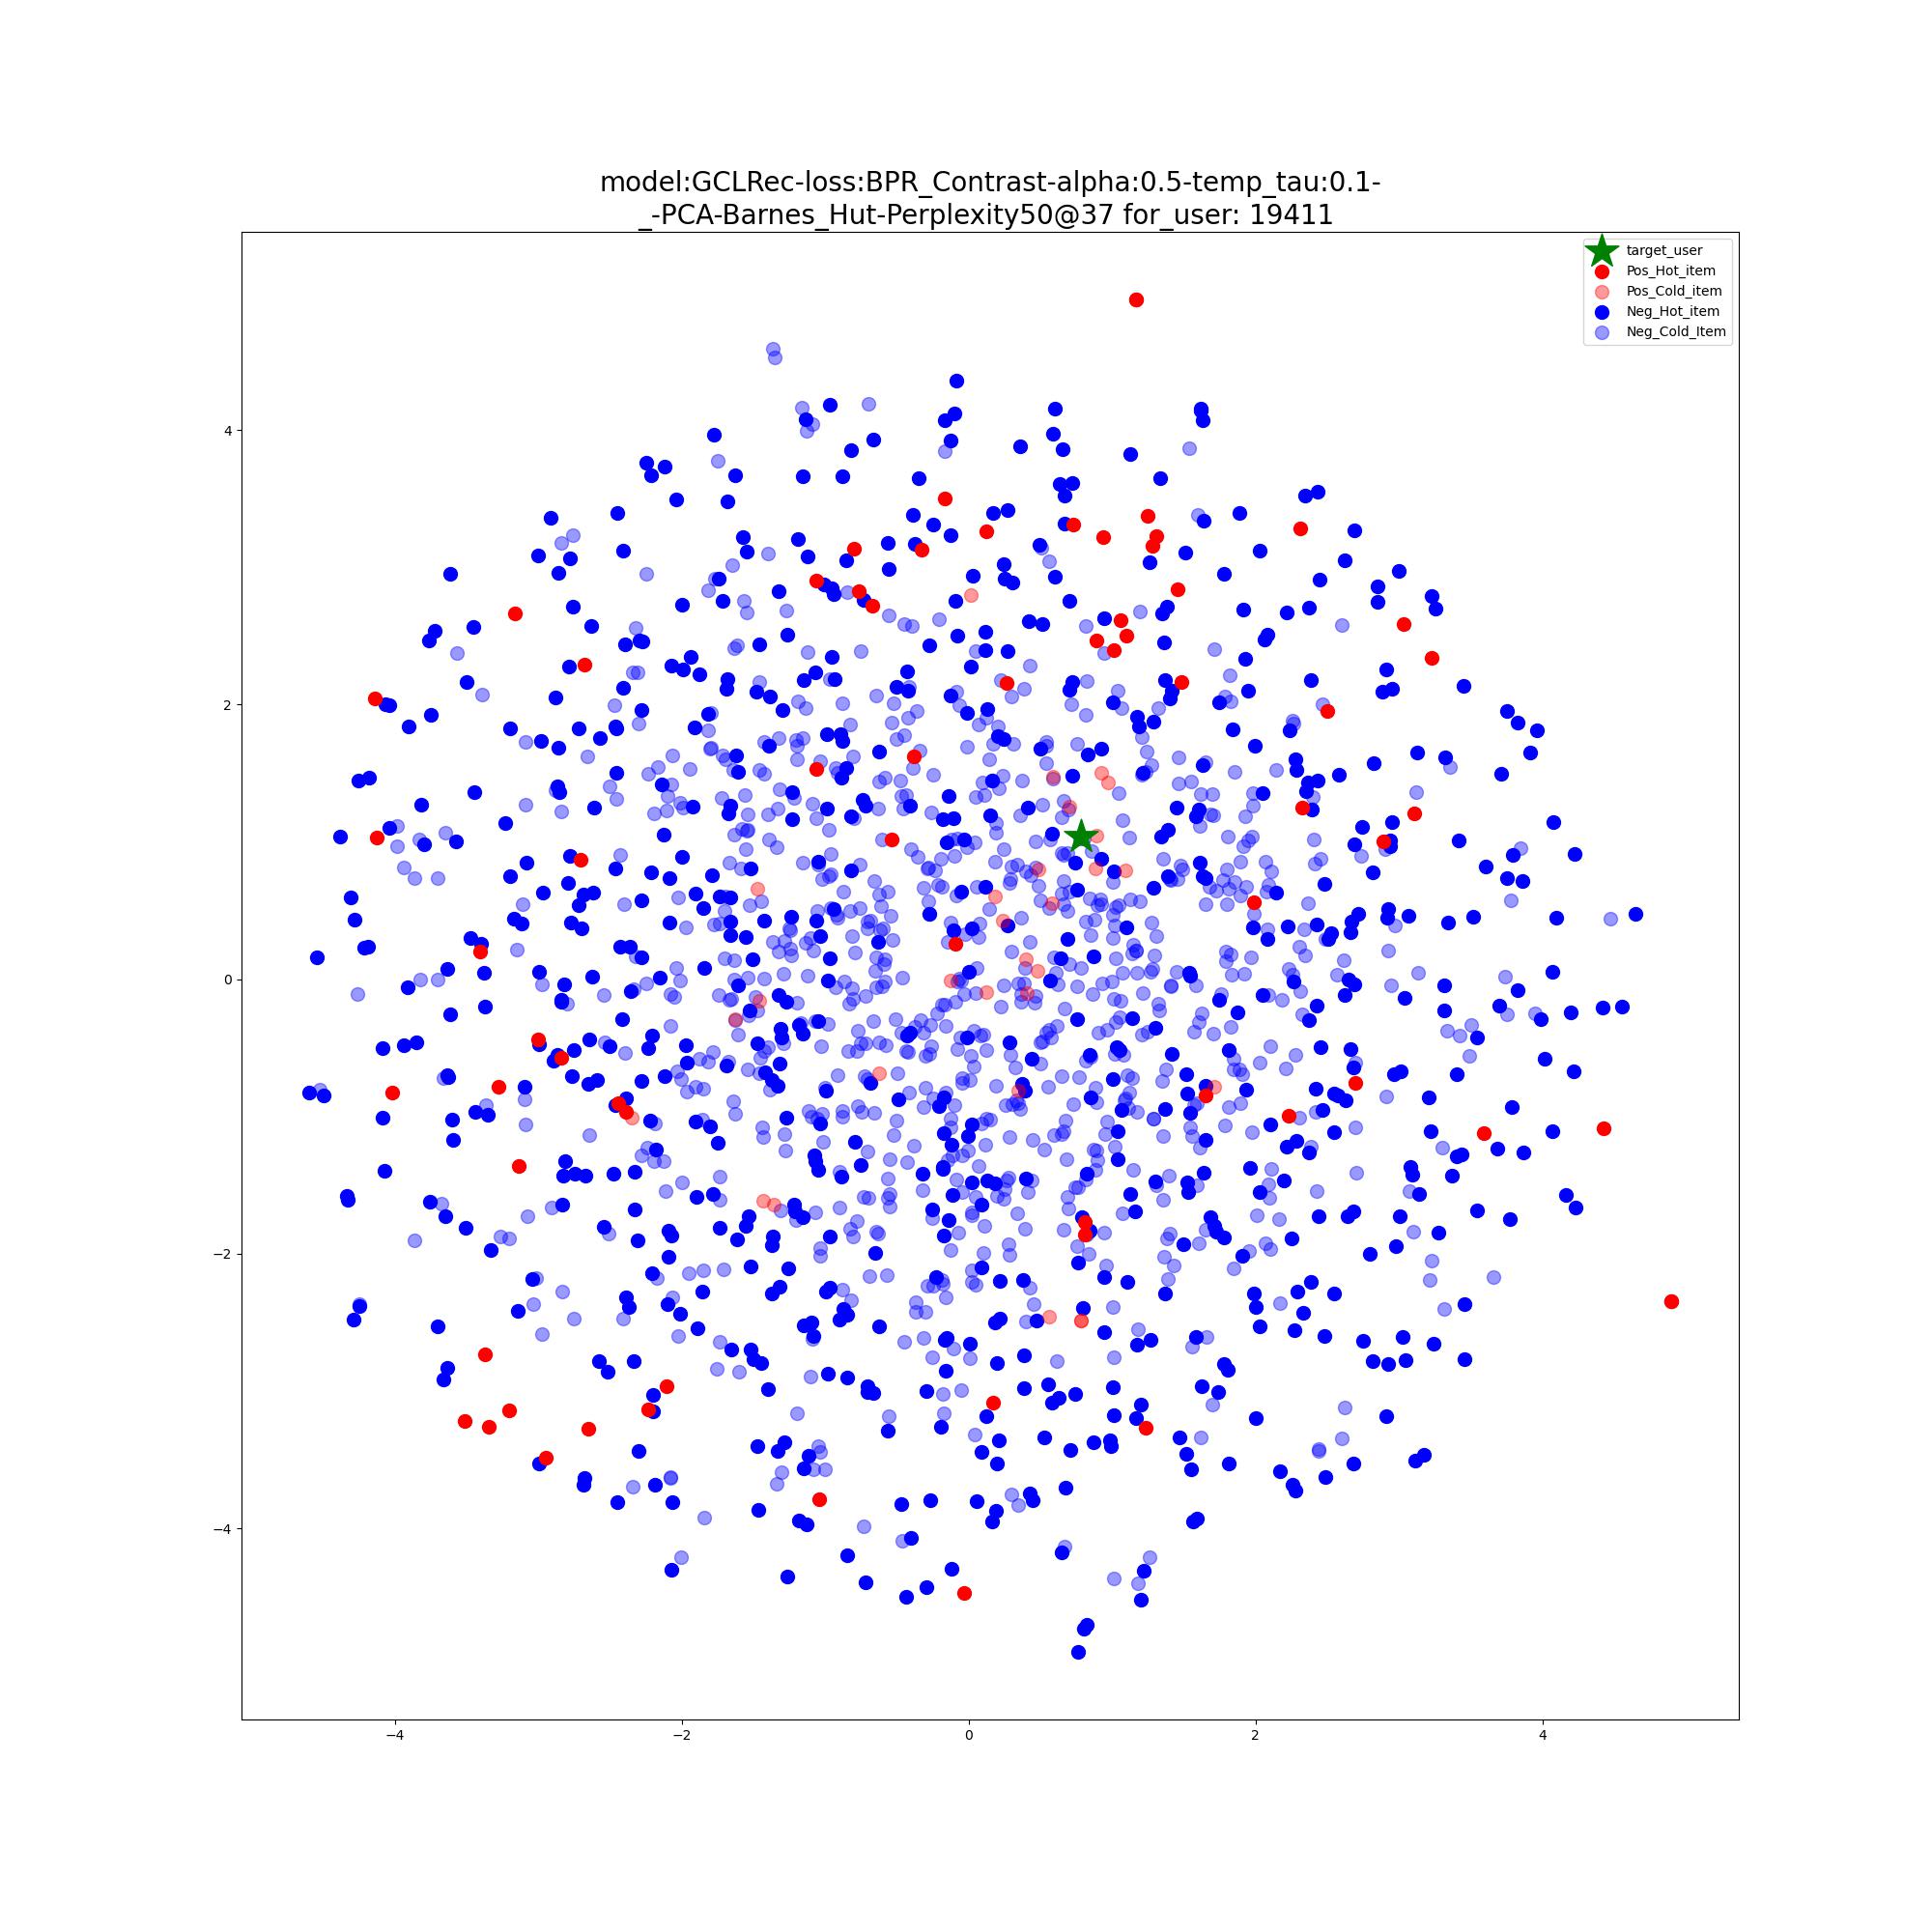 model:GCLRec-loss:BPR_Contrast-alpha:0.5-temp_tau:0.1-
_-PCA-Barnes_Hut-Perplexity50@37 for_user: 19411
target_user
Pos_Hot_item
Pos_Cold_item
Neg_Hot_item
Neg_Cold_Item
4
2
0
−2
−4
−4
−2
0
2
4